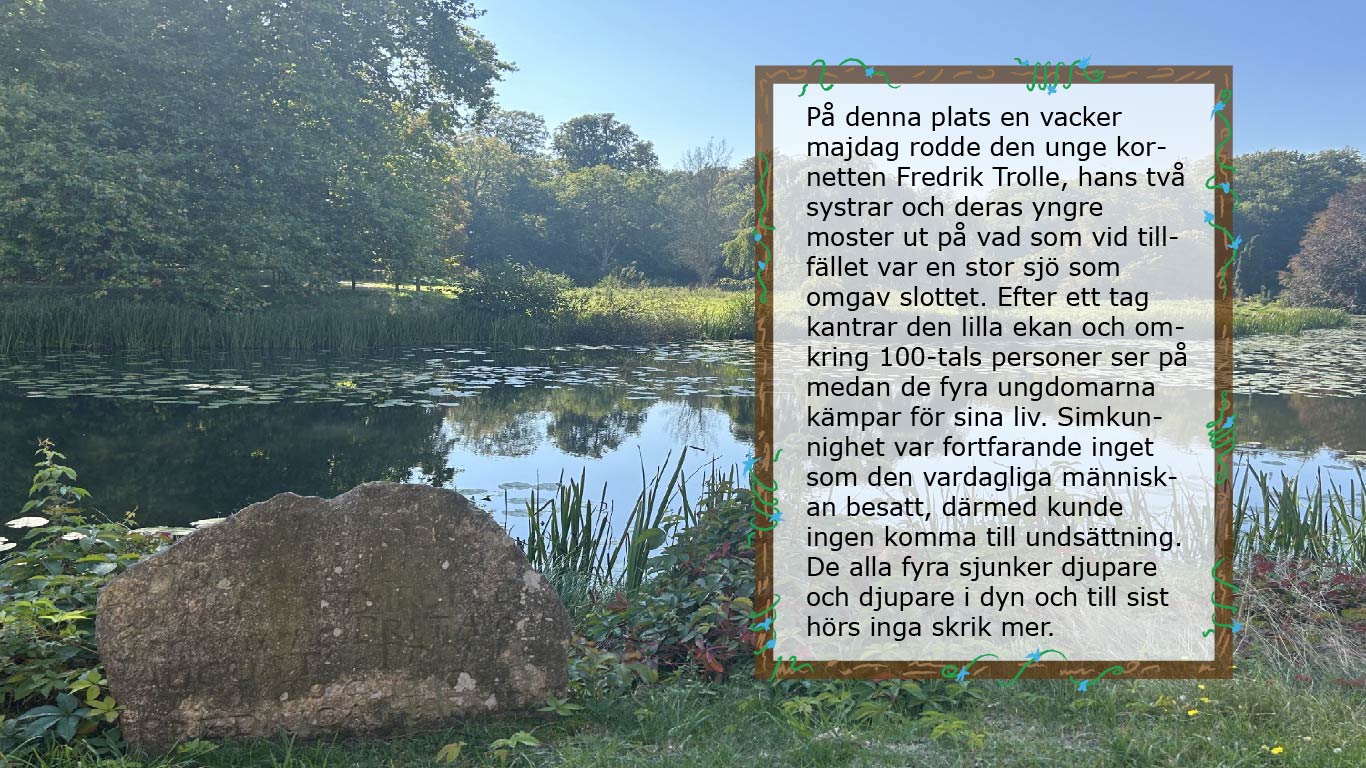 På denna plats en vacker
majdag rodde den unge kor-
netten Fredrik Trolle, hans två
systrar och deras yngre
moster ut på vad som vid till-
fället var en stor sjö som
omgav slottet. Efter ett tag
kantrar den lilla ekan och om-
kring 100-tals personer ser på
medan de fyra ungdomarna
kämpar för sina liv. Simkun-
nighet var fortfarande inget
som den vardagliga människ-
an besatt, därmed kunde
ingen komma till undsättning.
De alla fyra sjunker djupare
och djupare i dyn och till sist
hörs inga skrik mer.